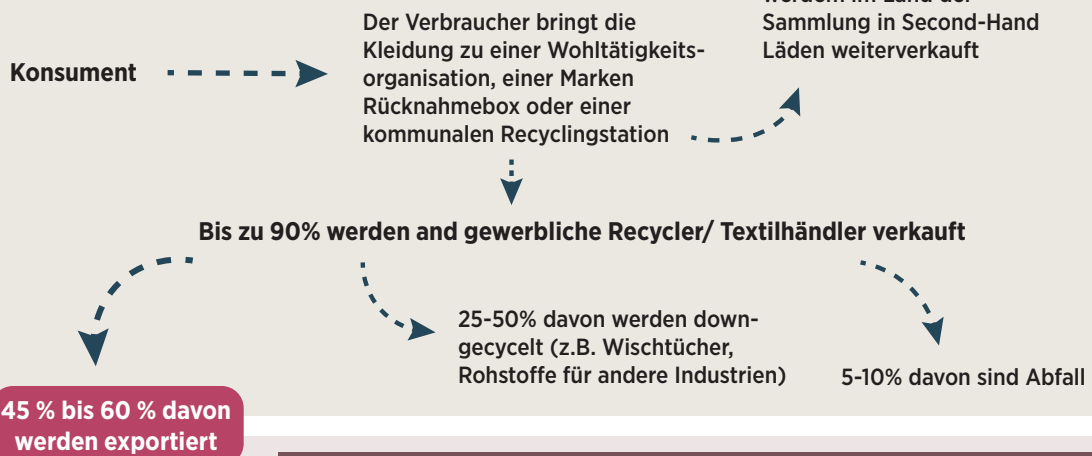 Der Verbraucher bringt die
Kleidung zu einer Wohltätigkeits-
organisation, einer Marken
Rücknahmebox oder einer
kommunalen Recyclingstation
Konsument
Sammlung in Second-Hand
Läden weiterverkauft
Bis zu 90% werden and gewerbliche Recycler/ Textilhändler verkauft
25-50% davon werden down-
gecycelt (z.B. Wischtücher,
Rohstoffe für andere Industrien)
5-10% davon sind Abfall
45 % bis 60 % davon
werden exportiert